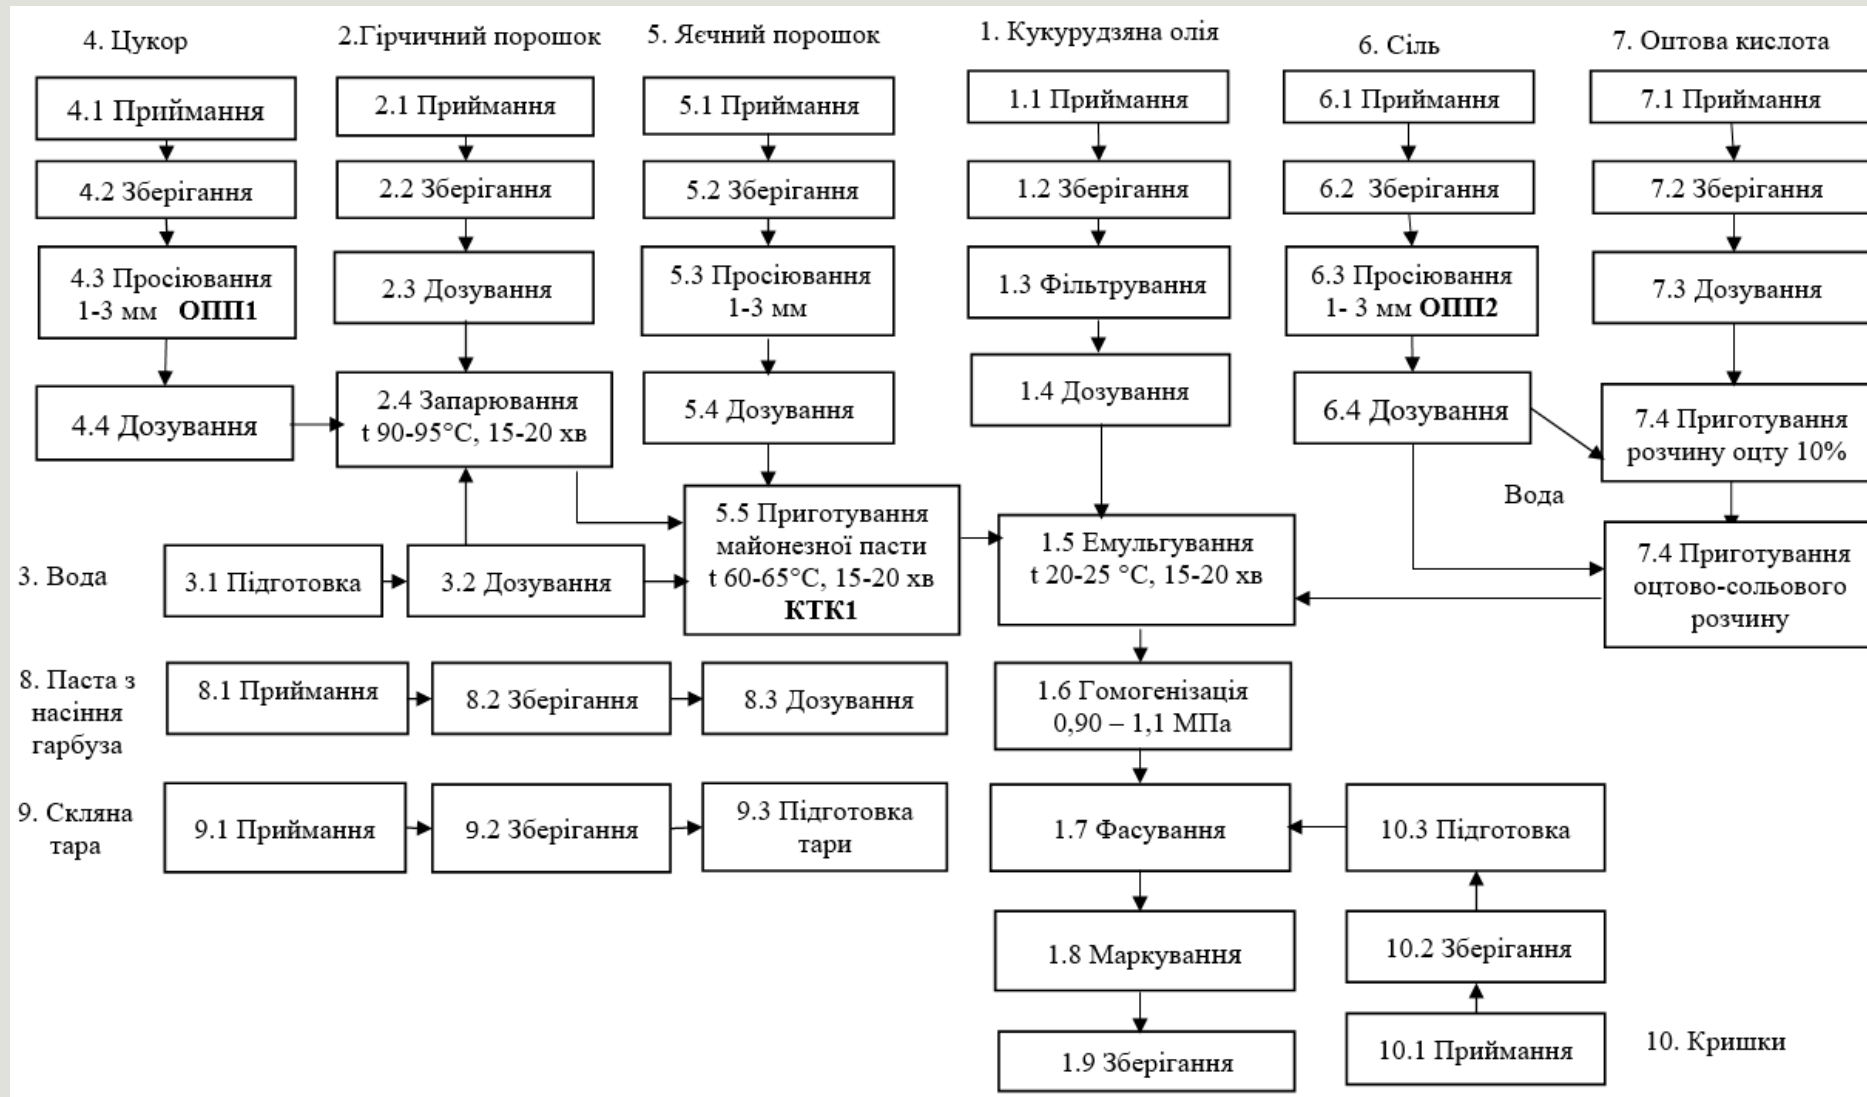 4. Цукор
2.Гірчичний порошок
5. Яєчний порошок
1. Кукурудзяна олія
6. Сіль
7. Оцтова кислота
4.1 Приймання
2.1 Приймання
5.1 Приймання
1.1 Приймання
6.1 Приймання
7.1 Приймання
4.2 Зберігання
2.2 Зберігання
5.2 Зберігання
1.2 Зберігання
6.2 Зберігання
7.2 Зберігання
4.3 Просіювання
1-3 мм ОПП1
2.3 Дозування
5.3 Просіювання
1-3 мм
1.3 Фільтрування
6.3 Просіювання
1- 3 мм ОПП2
7.3 Дозування
4.4 Дозування
2.4 Запарювання
t 90-95°С, 15-20 хв
5.4 Дозування
1.4 Дозування
6.4 Дозування
7.4 Приготування
розчину оцту 10%
Вода
3. Вода
3.1 Підготовка
3.2 Дозування
5.5 Приготування
майонезної пасти
t 60-65°С, 15-20 хв
КТК1
1.5 Емульгування
t 20-25 °С, 15-20 хв
7.4 Приготування
оцтово-сольового
розчину
8. Паста з
насіння
гарбуза
8.1 Приймання
8.2 Зберігання
8.3 Дозування
1.6 Гомогенізація
0,90 – 1,1 МПа
9. Скляна
тара
9.1 Приймання
9.2 Зберігання
9.3 Підготовка
тари
1.7 Фасування
10.3 Підготовка
1.8 Маркування
10.2 Зберігання
1.9 Зберігання
10.1 Приймання
10. Кришки